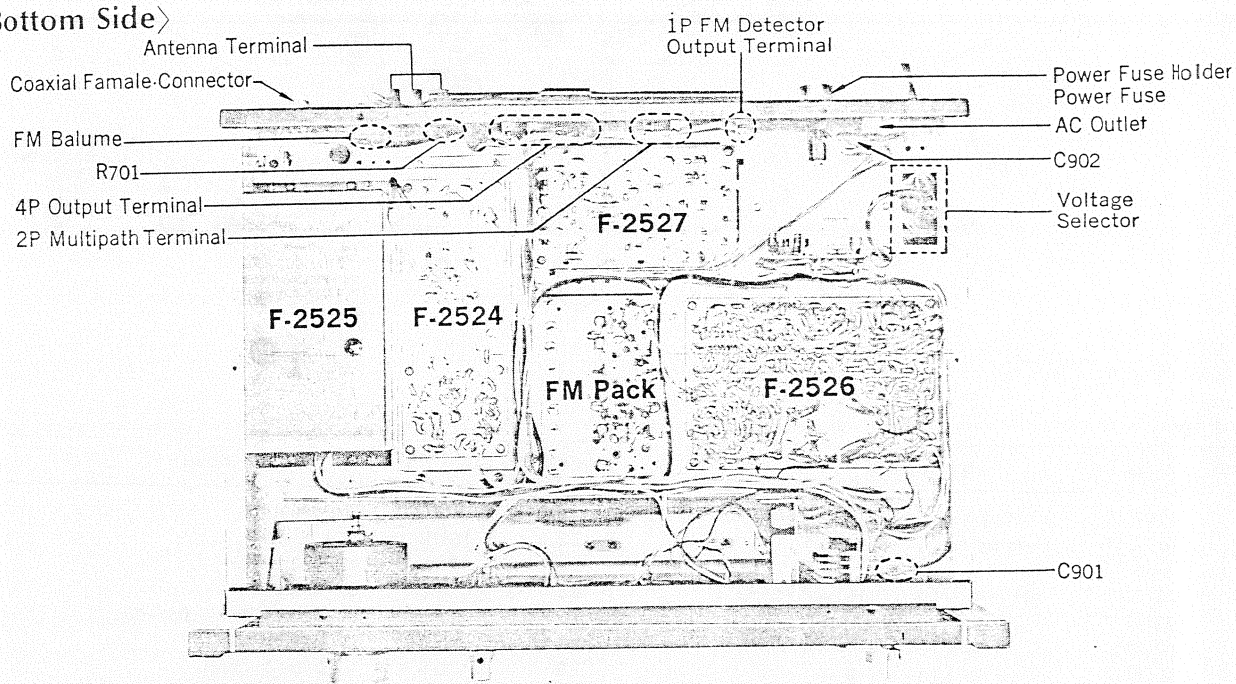 Bottom Side〉
1P FM Detector
Output Terminal
Antenna Terminal
Coaxial Famale·Connector
Power Fuse Holder
Power Fuse
FM Balume
AC Outlet
R701
C902
4P Output Terminal
Voltage
Selector
2P Multipath Terminal
F-2527
F-2525
F-2524
FM Pack
F-2526
C901